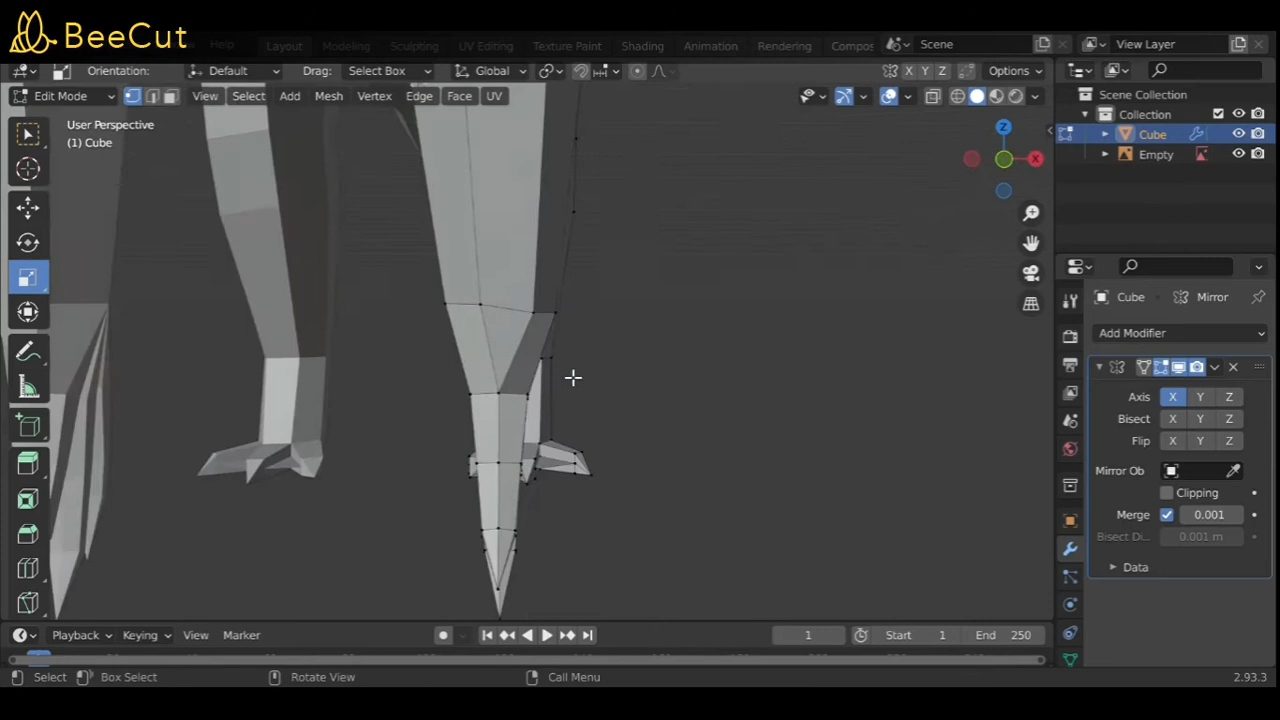 BeeCut
Help
Layout
Modeling
Sculpting
UV Editing
Texture Paint
Shading
Animation
Rendering
Compos
Scene
View Layer
Orientation:
Default
Drag:
Select Box
Global
X Y Z
Options
Edit Mode
View
Select
Add
Mesh
Vertex
Edge
Face
UV
User Perspective
(1) Cube
Z
X
Scene Collection
Collection
Cube
Empty
Cube
Mirror
Add Modifier
Axis X Y Z
Bisect X Y Z
Flip X Y Z
Mirror Ob
Clipping
Merge 0.001
Bisect Di... 0.001 m
Data
Playback
Keying
View
Marker
1
Start 1
End 250
Select
Box Select
Rotate View
Call Menu
2.93.3